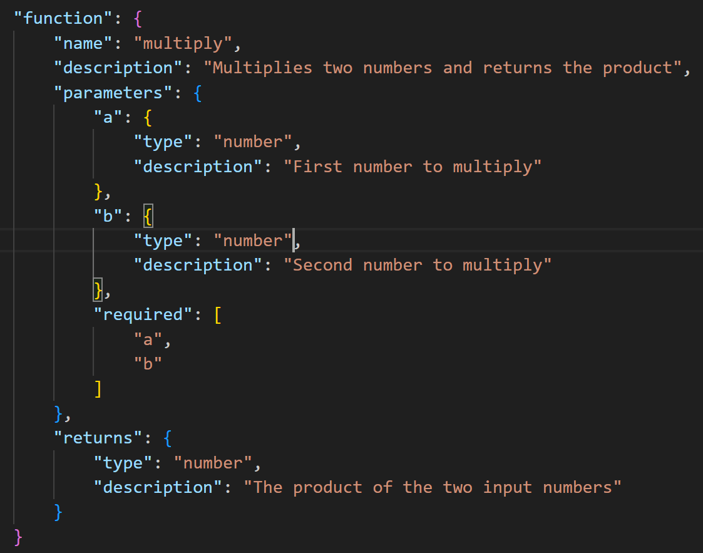 "function": {
    "name": "multiply",
    "description": "Multiplies two numbers and returns the product",
    "parameters": {
        "a": {
            "type": "number",
            "description": "First number to multiply"
        },
        "b": {
            "type": "number",
            "description": "Second number to multiply"
        },
        "required": [
            "a",
            "b"
        ]
    },
    "returns": {
        "type": "number",
        "description": "The product of the two input numbers"
    }
}